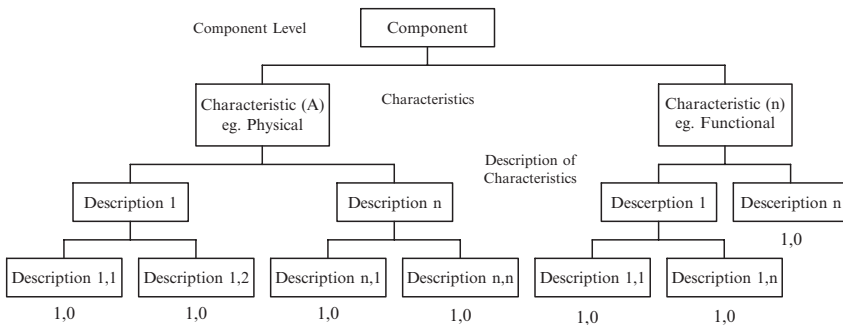 Component Level
Component
Characteristic (A)
eg. Physical
Characteristics
Characteristic (n)
eg. Functional
Description of
Characteristics
Description 1
Description n
Descerption 1
Desceription n
1,0
Description 1,1
Description 1,2
Description n,1
Description n,n
Description 1,1
Description 1,n
1,0
1,0
1,0
1,0
1,0
1,0